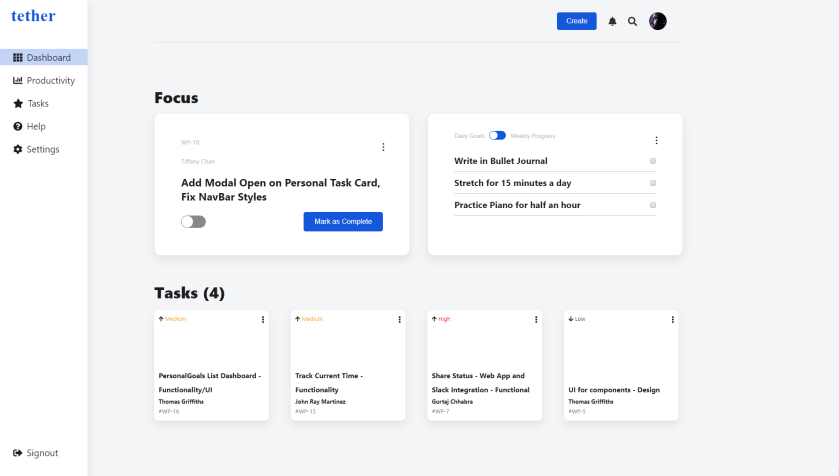 tether
Create
Dashboard
Productivity
Tasks
Help
Settings
Signout
Focus
WP-18
Tiffany Chan
Add Modal Open on Personal Task Card,
Fix NavBar Styles
Mark as Complete
Daily Goals Weekly Progress
Write in Bullet Journal
Stretch for 15 minutes a day
Practice Piano for half an hour
Tasks (4)
Medium
PersonalGoals List Dashboard -
Functionality/UI
Thomas Griffiths
#WP-16
Medium
Track Current Time -
Functionality
John Ray Martinez
#WP-15
High
Share Status - Web App and
Slack Integration - Functional
Gurtaj Chhabra
#WP-7
Low
UI for components - Design
Thomas Griffiths
#WP-5